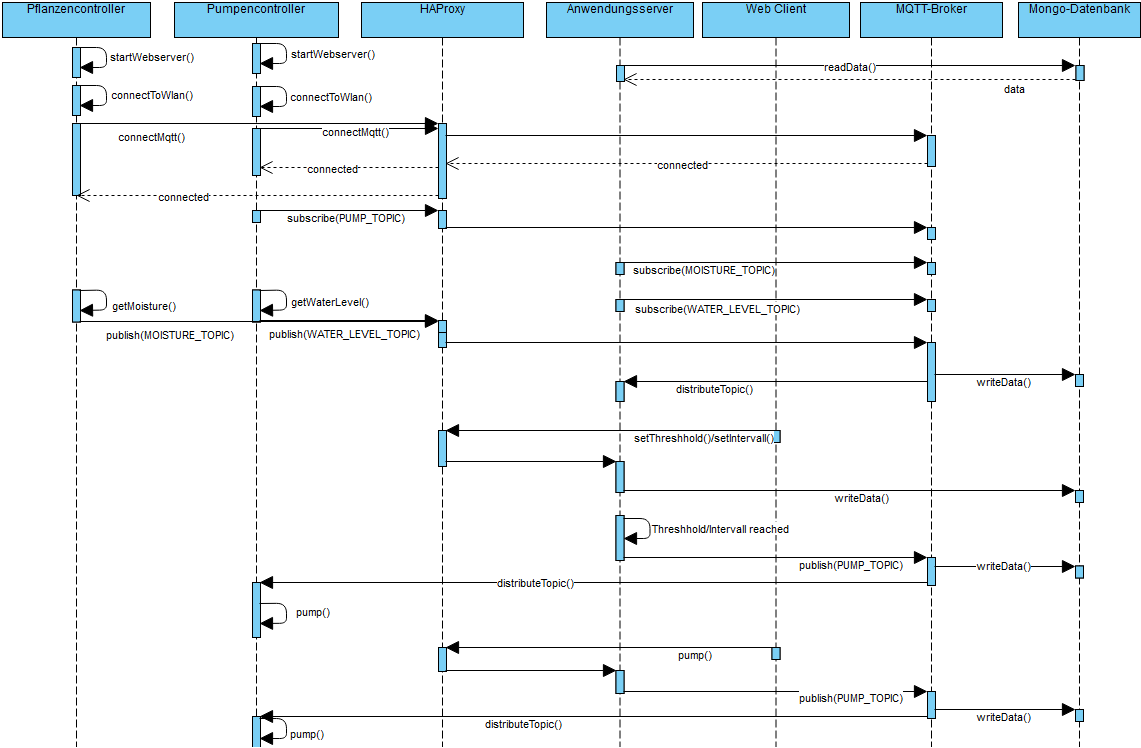 Pflanzencontroller
Pumpencontroller
HAProxy
Anwendungsserver
Web Client
MQTT-Broker
Mongo-Datenbank
startWebserver()
startWebserver()
readData()
data
connectToWlan()
connectToWlan()
connectMqtt()
connectMqtt()
connected
connected
connected
subscribe(PUMP_TOPIC)
subscribe(MOISTURE_TOPIC)
getMoisture()
getWaterLevel()
subscribe(WATER_LEVEL_TOPIC)
publish(MOISTURE_TOPIC)
publish(WATER_LEVEL_TOPIC)
writeData()
distributeTopic()
setThreshhold()/setIntervall()
writeData()
Threshhold/Intervall reached
publish(PUMP_TOPIC)
writeData()
distributeTopic()
pump()
pump()
publish(PUMP_TOPIC)
writeData()
distributeTopic()
pump()